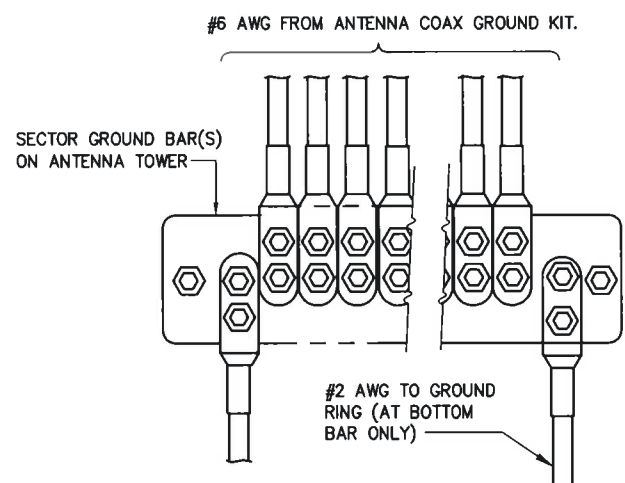 #6 AWG FROM ANTENNA COAX GROUND KIT.
SECTOR GROUND BAR(S)
ON ANTENNA TOWER
#2 AWG TO GROUND
RING (AT BOTTOM
BAR ONLY)